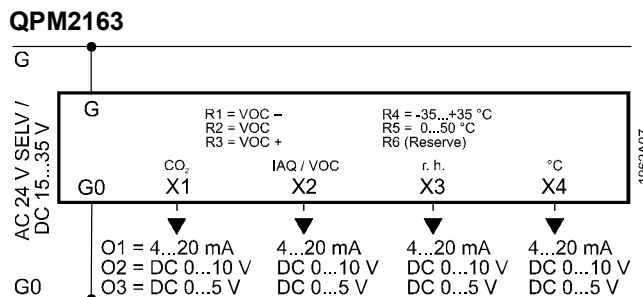 QPM2163
G
AC 24 V SELV /
DC 15...35 V
G
R1 = VOC –
R2 = VOC
R3 = VOC +
R4 = -35...+35 °C
R5 = 0...50 °C
R6 (Reserve)
CO₂ IAQ / VOC r. h. °C
G0 X1 X2 X3 X4
O1 = 4...20 mA 4...20 mA 4...20 mA 4...20 mA
O2 = DC 0...10 V DC 0...10 V DC 0...10 V DC 0...10 V
O3 = DC 0...5 V DC 0...5 V DC 0...5 V DC 0...5 V
G0